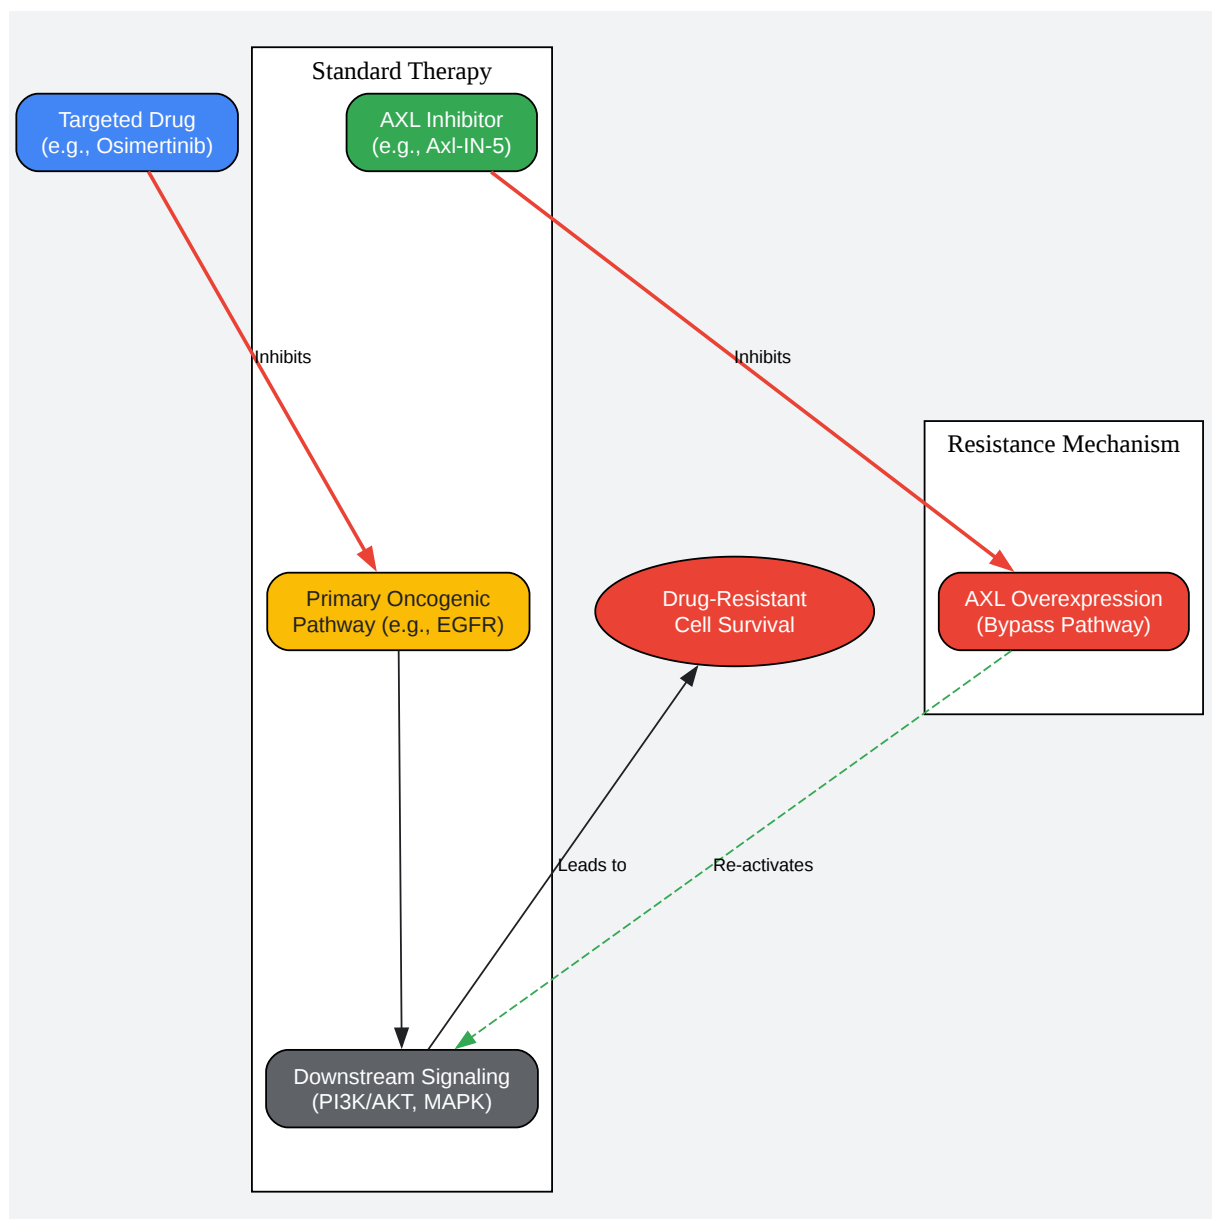 Standard Therapy
Targeted Drug
(e.g., Osimertinib)
AXL Inhibitor
(e.g., Axl-IN-5)
Inhibits
Inhibits
Resistance Mechanism
Primary Oncogenic
Pathway (e.g., EGFR)
Drug-Resistant
Cell Survival
AXL Overexpression
(Bypass Pathway)
Leads to
Re-activates
Downstream Signaling
(PI3K/AKT, MAPK)